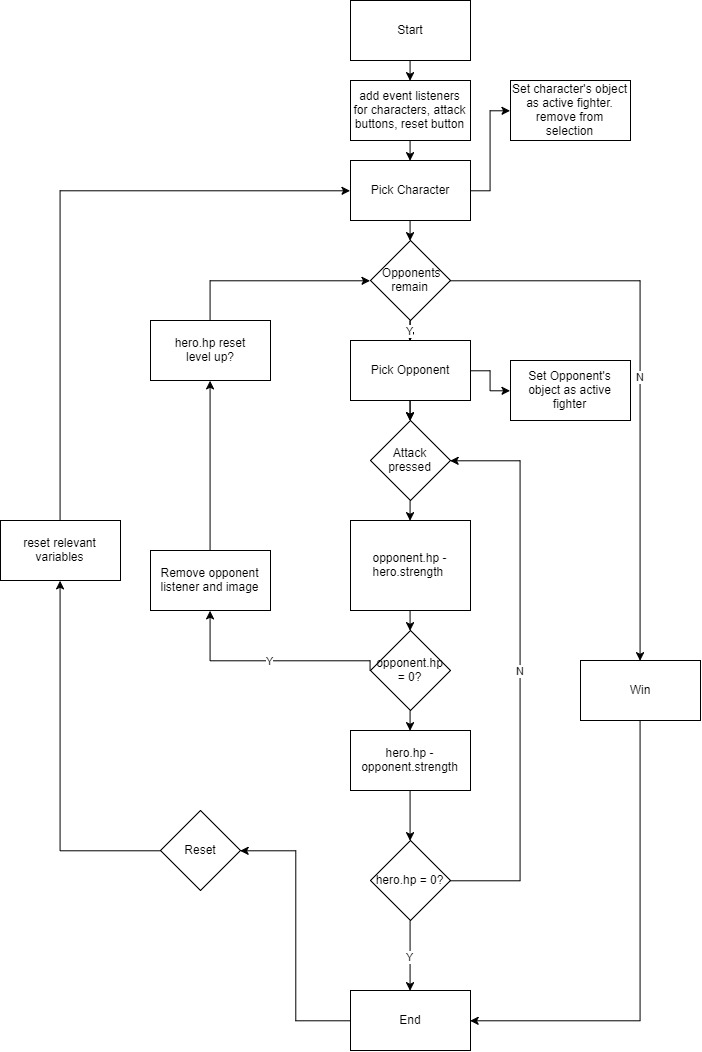 Start
add event listeners
for characters, attack
buttons, reset button
Set character's object
as active fighter.
remove from
selection
Pick Character
Opponents
remain
hero.hp reset
level up?
Y
Pick Opponent
Set Opponent's
object as active
fighter
N
Attack
pressed
reset relevant
variables
opponent.hp -
hero.strength
Remove opponent
listener and image
Y
opponent.hp
= 0?
N
Win
hero.hp -
opponent.strength
Reset
hero.hp = 0?
Y
End